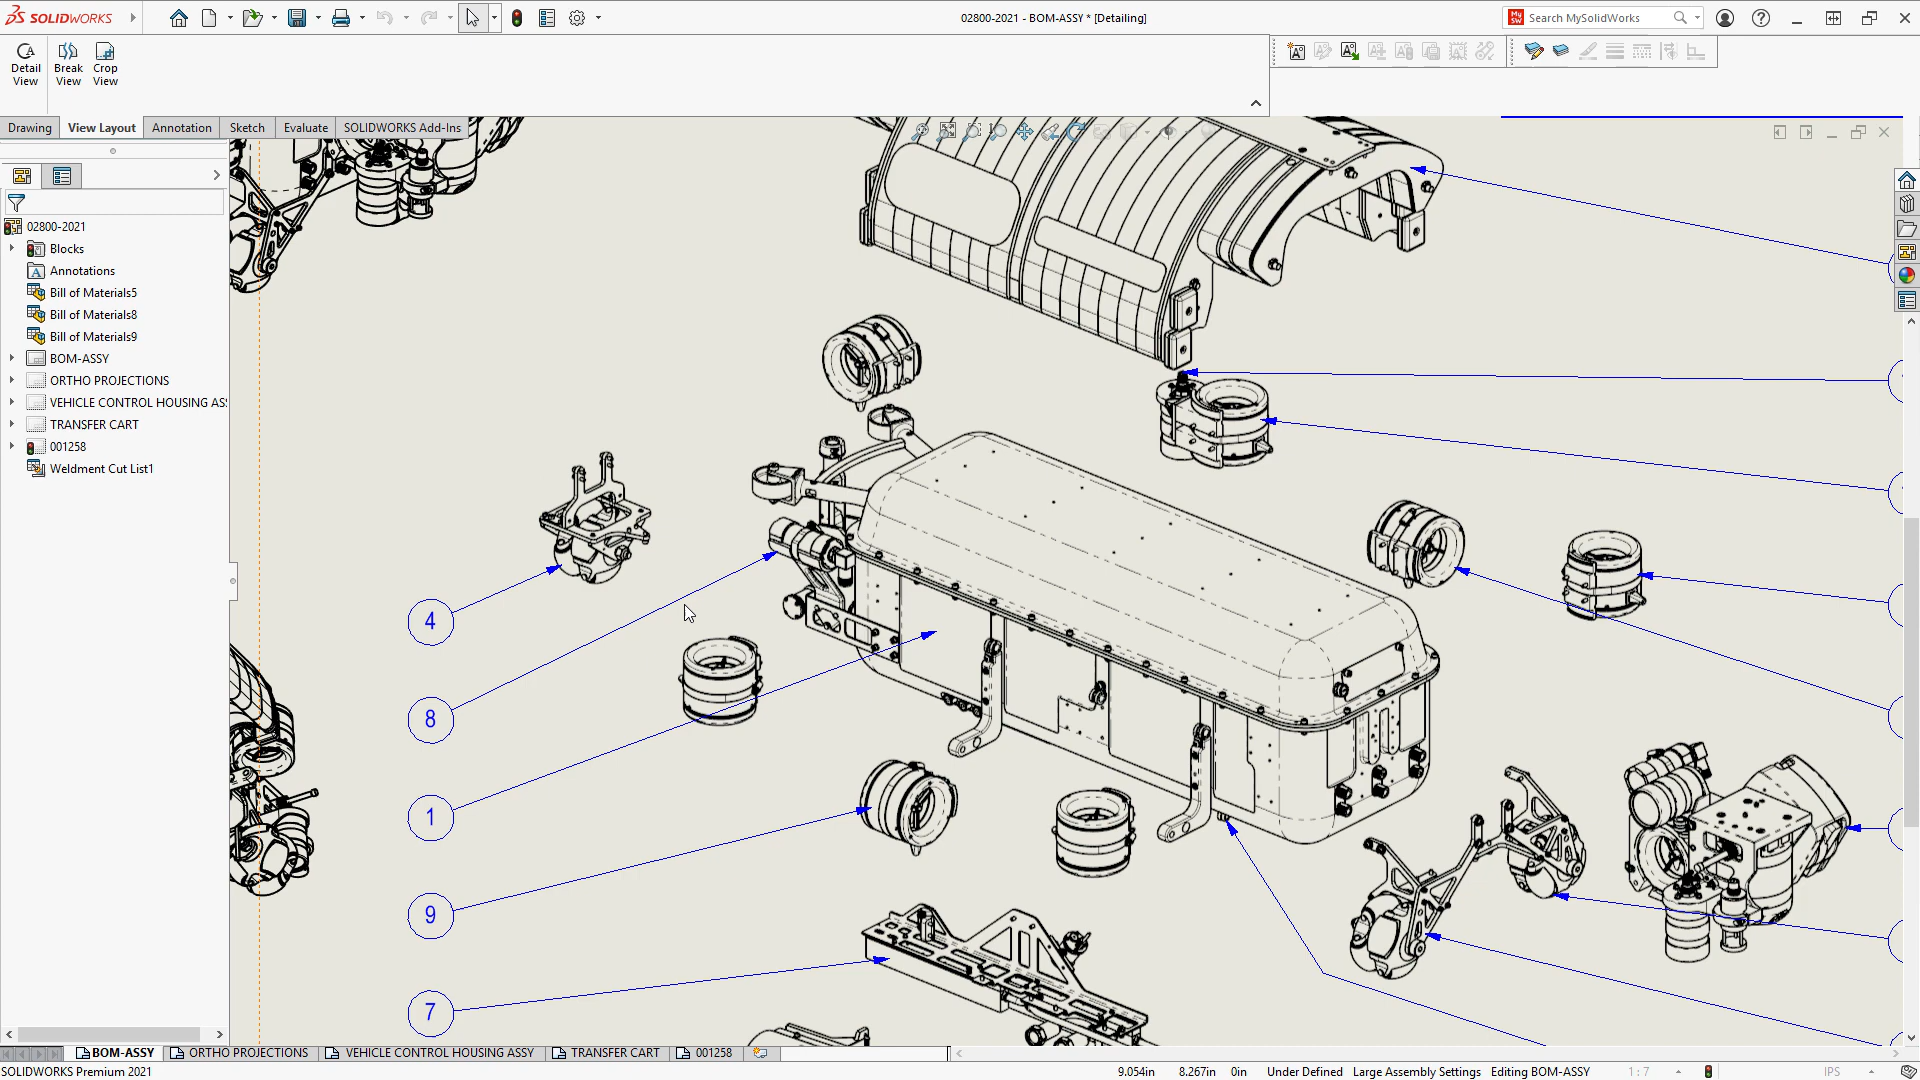 SOLIDWORKS
02800-2021 - BOM-ASSY * [Detailing]
My SW
Search MySolidWorks
Detail View
Break View
Crop View
Drawing
View Layout
Annotation
Sketch
Evaluate
SOLIDWORKS Add-Ins
02800-2021
Blocks
Annotations
Bill of Materials5
Bill of Materials8
Bill of Materials9
BOM-ASSY
ORTHO PROJECTIONS
VEHICLE CONTROL HOUSING AS
TRANSFER CART
001258
Weldment Cut List1
4
8
1
9
7
BOM-ASSY
ORTHO PROJECTIONS
VEHICLE CONTROL HOUSING ASSY
TRANSFER CART
001258
SOLIDWORKS Premium 2021
9.054in
8.267in
0in
Under Defined
Large Assembly Settings
Editing BOM-ASSY
1 : 7
IPS